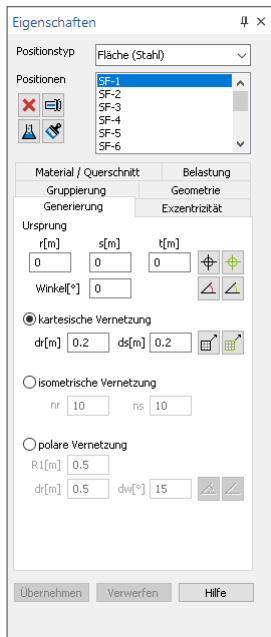 Eigenschaften
Positionstyp Fläche (Stahl)
Positionen
SF-1
SF-2
SF-3
SF-4
SF-5
SF-6
Material / Querschnitt Belastung
Gruppierung Geometrie
Generierung Exzentrizität
Ursprung
r[m] s[m] t[m]
0 0 0
Winkel[°] 0
kartesische Vernetzung
dr[m] 0.2 ds[m] 0.2
isometrische Vernetzung
nr 10 ns 10
polare Vernetzung
R1[m] 0.5
dr[m] 0.5 dw[°] 15
Übernehmen Verwerfen Hilfe